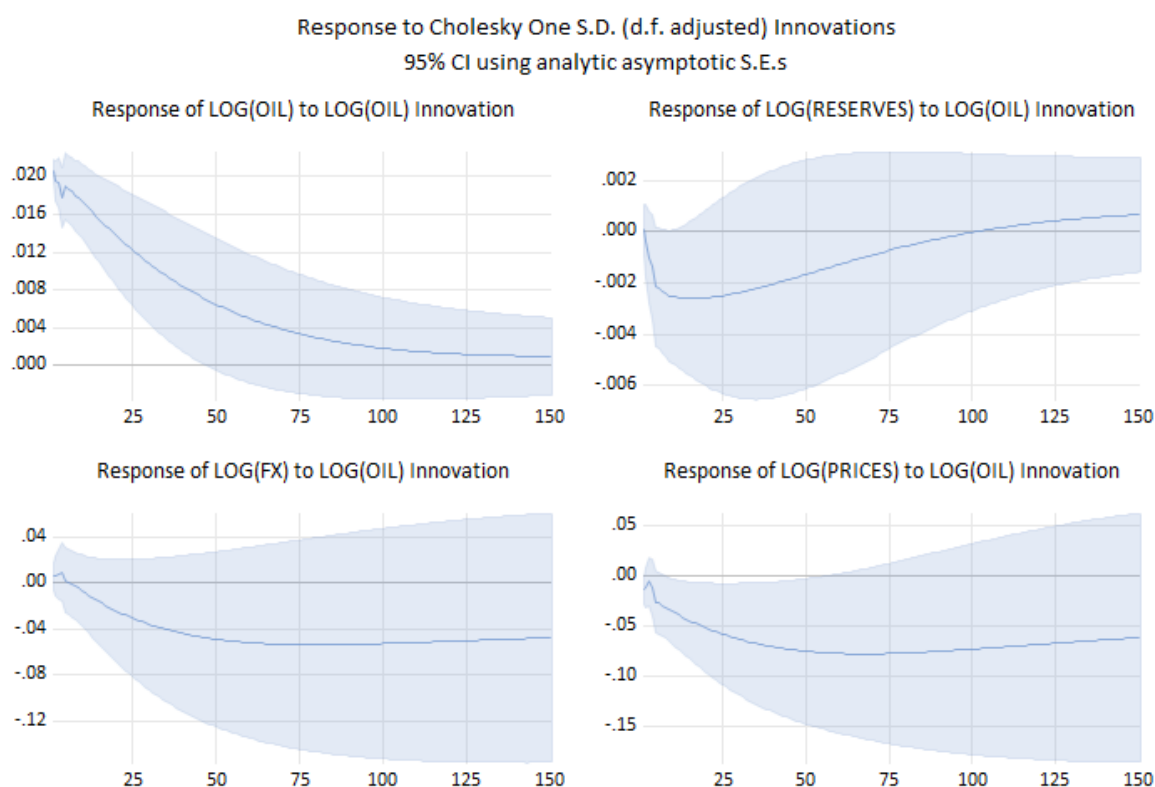 Response to Cholesky One S.D. (d.f. adjusted) Innovations
95% CI using analytic asymptotic S.E.s
Response of LOG(OIL) to LOG(OIL) Innovation
.020
.016
.012
.008
.004
.000
25 50 75 100 125 150
Response of LOG(RESERVES) to LOG(OIL) Innovation
.002
.000
-.002
-.004
-.006
25 50 75 100 125 150
Response of LOG(FX) to LOG(OIL) Innovation
.04
.00
-.04
-.08
-.12
25 50 75 100 125 150
Response of LOG(PRICES) to LOG(OIL) Innovation
.05
.00
-.05
-.10
-.15
25 50 75 100 125 150